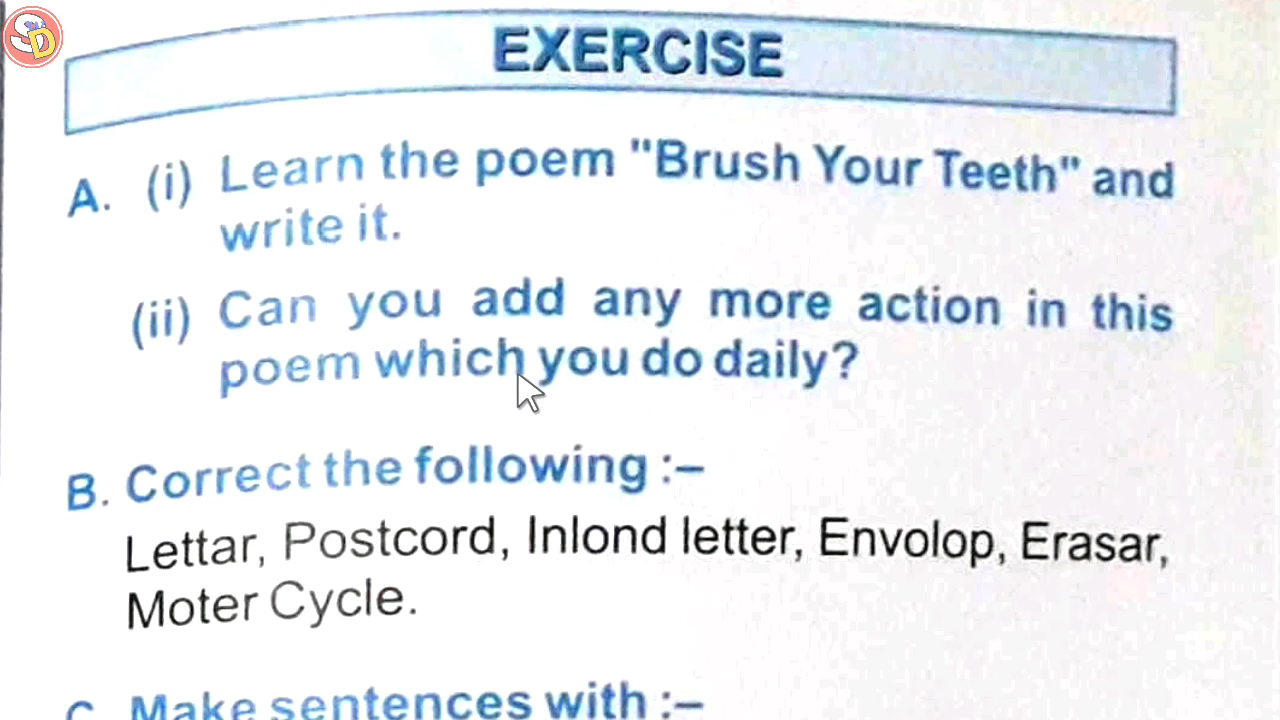 SD
EXERCISE
A. (i) Learn the poem "Brush Your Teeth" and
write it.
(ii) Can you add any more action in this
poem which you do daily?
B. Correct the following :–
Lettar, Postcord, Inlond letter, Envolop, Erasar,
Moter Cycle.
C. Make sentences with :–